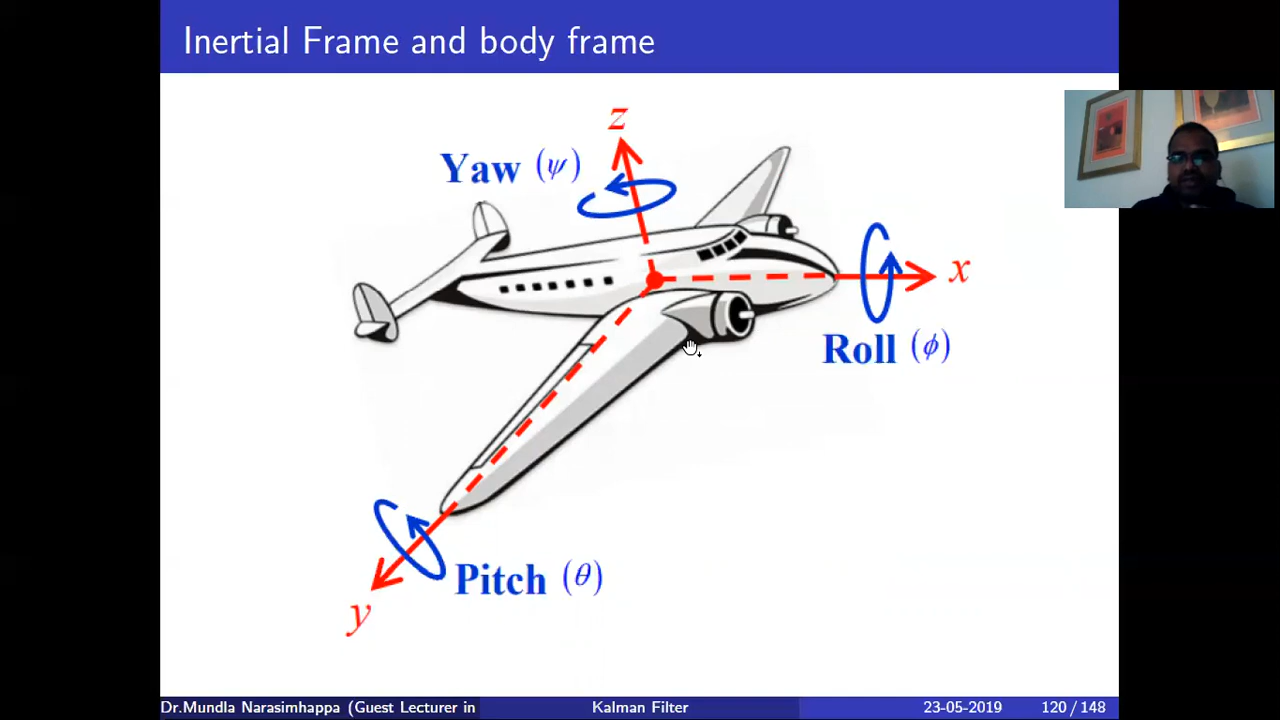 Inertial Frame and body frame
z
Yaw (ψ)
x
Roll (ϕ)
Pitch (θ)
y
Dr.Mundla Narasimhappa (Guest Lecturer in
Kalman Filter
23-05-2019
120 / 148